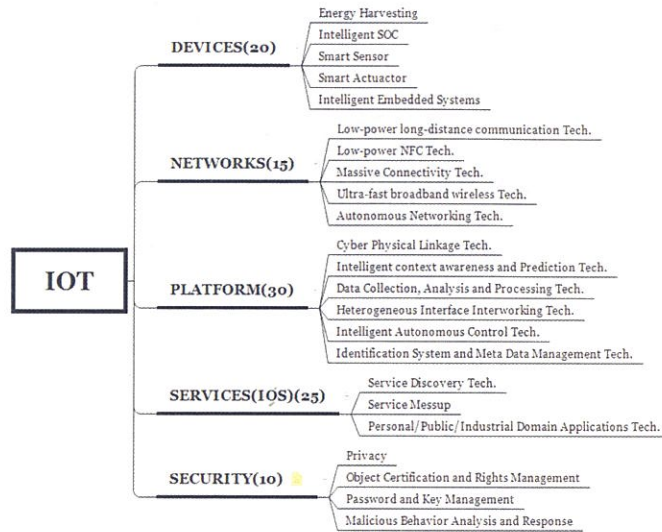 IOT
DEVICES(20)
Energy Harvesting
Intelligent SOC
Smart Sensor
Smart Actuactor
Intelligent Embedded Systems
NETWORKS(15)
Low-power long-distance communication Tech.
Low-power NFC Tech.
Massive Connectivity Tech.
Ultra-fast broadband wireless Tech.
Autonomous Networking Tech.
PLATFORM(30)
Cyber Physical Linkage Tech.
Intelligent context awareness and Prediction Tech.
Data Collection, Analysis and Processing Tech.
Heterogeneous Interface Interworking Tech.
Intelligent Autonomous Control Tech.
Identification System and Meta Data Management Tech.
SERVICES(IOS)(25)
Service Discovery Tech.
Service Messup
Personal/Public/Industrial Domain Applications Tech.
SECURITY(10)
Privacy
Object Certification and Rights Management
Password and Key Management
Malicious Behavior Analysis and Response